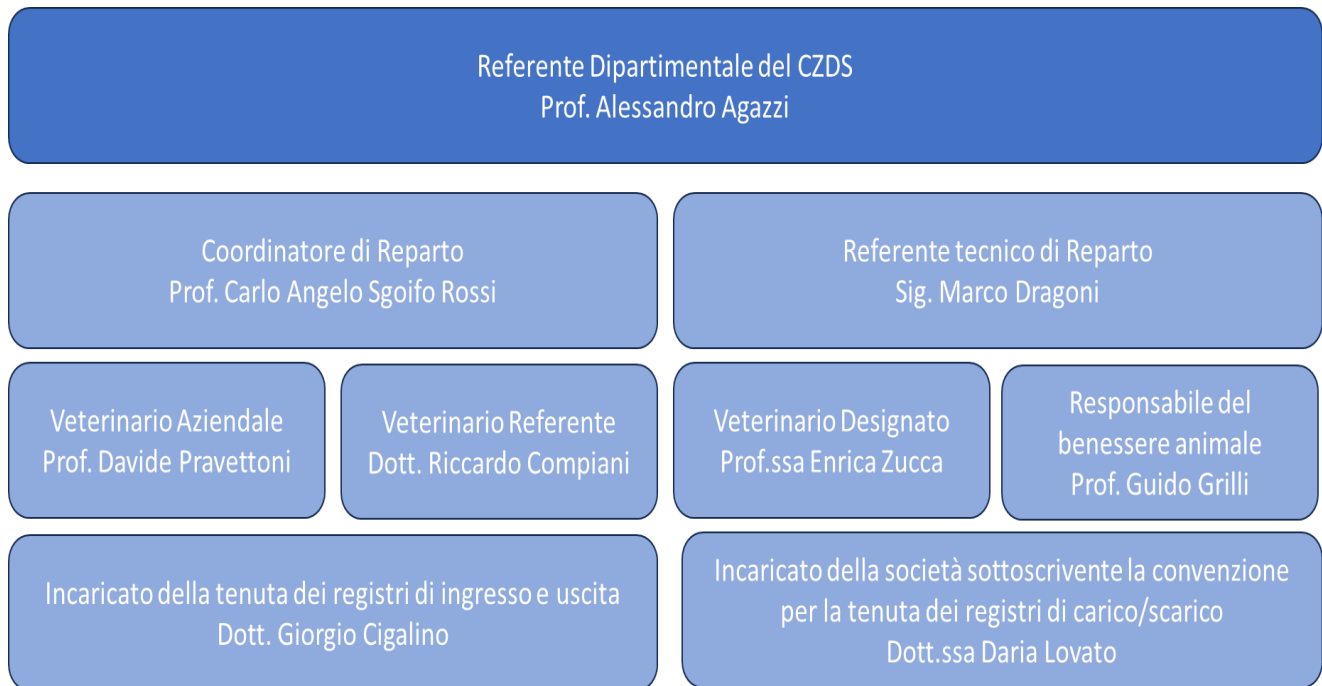 Referente Dipartimentale del CZDS
Prof. Alessandro Agazzi
Coordinatore di Reparto
Prof. Carlo Angelo Sgoifo Rossi
Referente tecnico di Reparto
Sig. Marco Dragoni
Veterinario Aziendale
Prof. Davide Pravettoni
Veterinario Referente
Dott. Riccardo Compiani
Veterinario Designato
Prof.ssa Enrica Zucca
Responsabile del
benessere animale
Prof. Guido Grilli
Incaricato della tenuta dei registri di ingresso e uscita
Dott. Giorgio Cigalino
Incaricato della società sottoscrivente la convenzione
per la tenuta dei registri di carico/scarico
Dott.ssa Daria Lovato